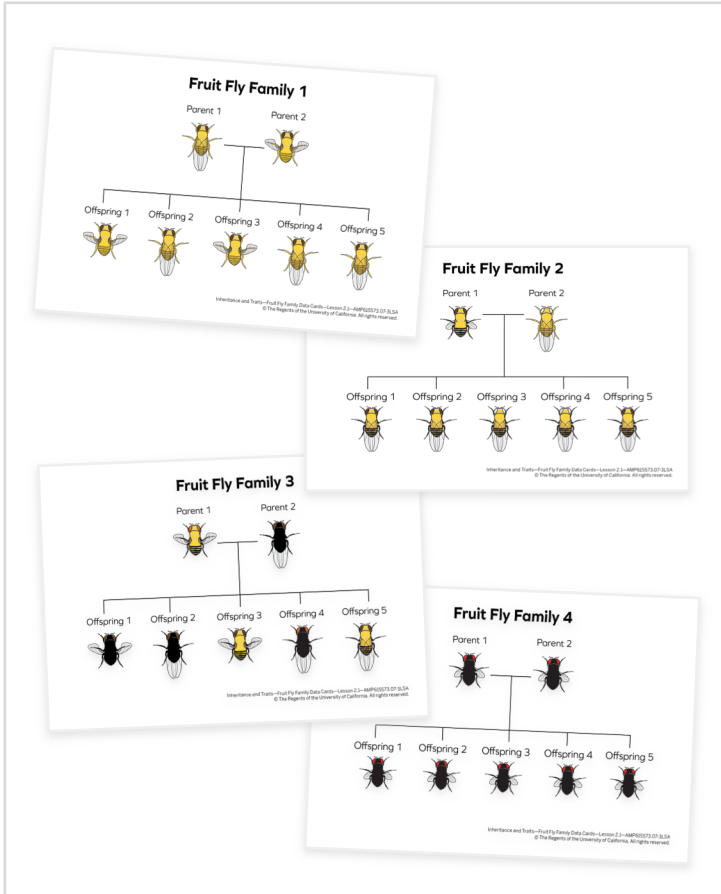 Fruit Fly Family 1
Parent 1
Parent 2
Offspring 1
Offspring 2
Offspring 3
Offspring 4
Offspring 5
Inheritance and Traits—Fruit Fly Family Data Cards—Lesson 2.1—AMP615573.07-3LSA
© The Regents of the University of California. All rights reserved.
Fruit Fly Family 2
Parent 1
Parent 2
Offspring 1
Offspring 2
Offspring 3
Offspring 4
Offspring 5
Inheritance and Traits—Fruit Fly Family Data Cards—Lesson 2.1—AMP615573.07-3LSA
© The Regents of the University of California. All rights reserved.
Fruit Fly Family 3
Parent 1
Parent 2
Offspring 1
Offspring 2
Offspring 3
Offspring 4
Offspring 5
Inheritance and Traits—Fruit Fly Family Data Cards—Lesson 2.1—AMP615573.07-3LSA
© The Regents of the University of California. All rights reserved.
Fruit Fly Family 4
Parent 1
Parent 2
Offspring 1
Offspring 2
Offspring 3
Offspring 4
Offspring 5
Inheritance and Traits—Fruit Fly Family Data Cards—Lesson 2.1—AMP615573.07-3LSA
© The Regents of the University of California. All rights reserved.